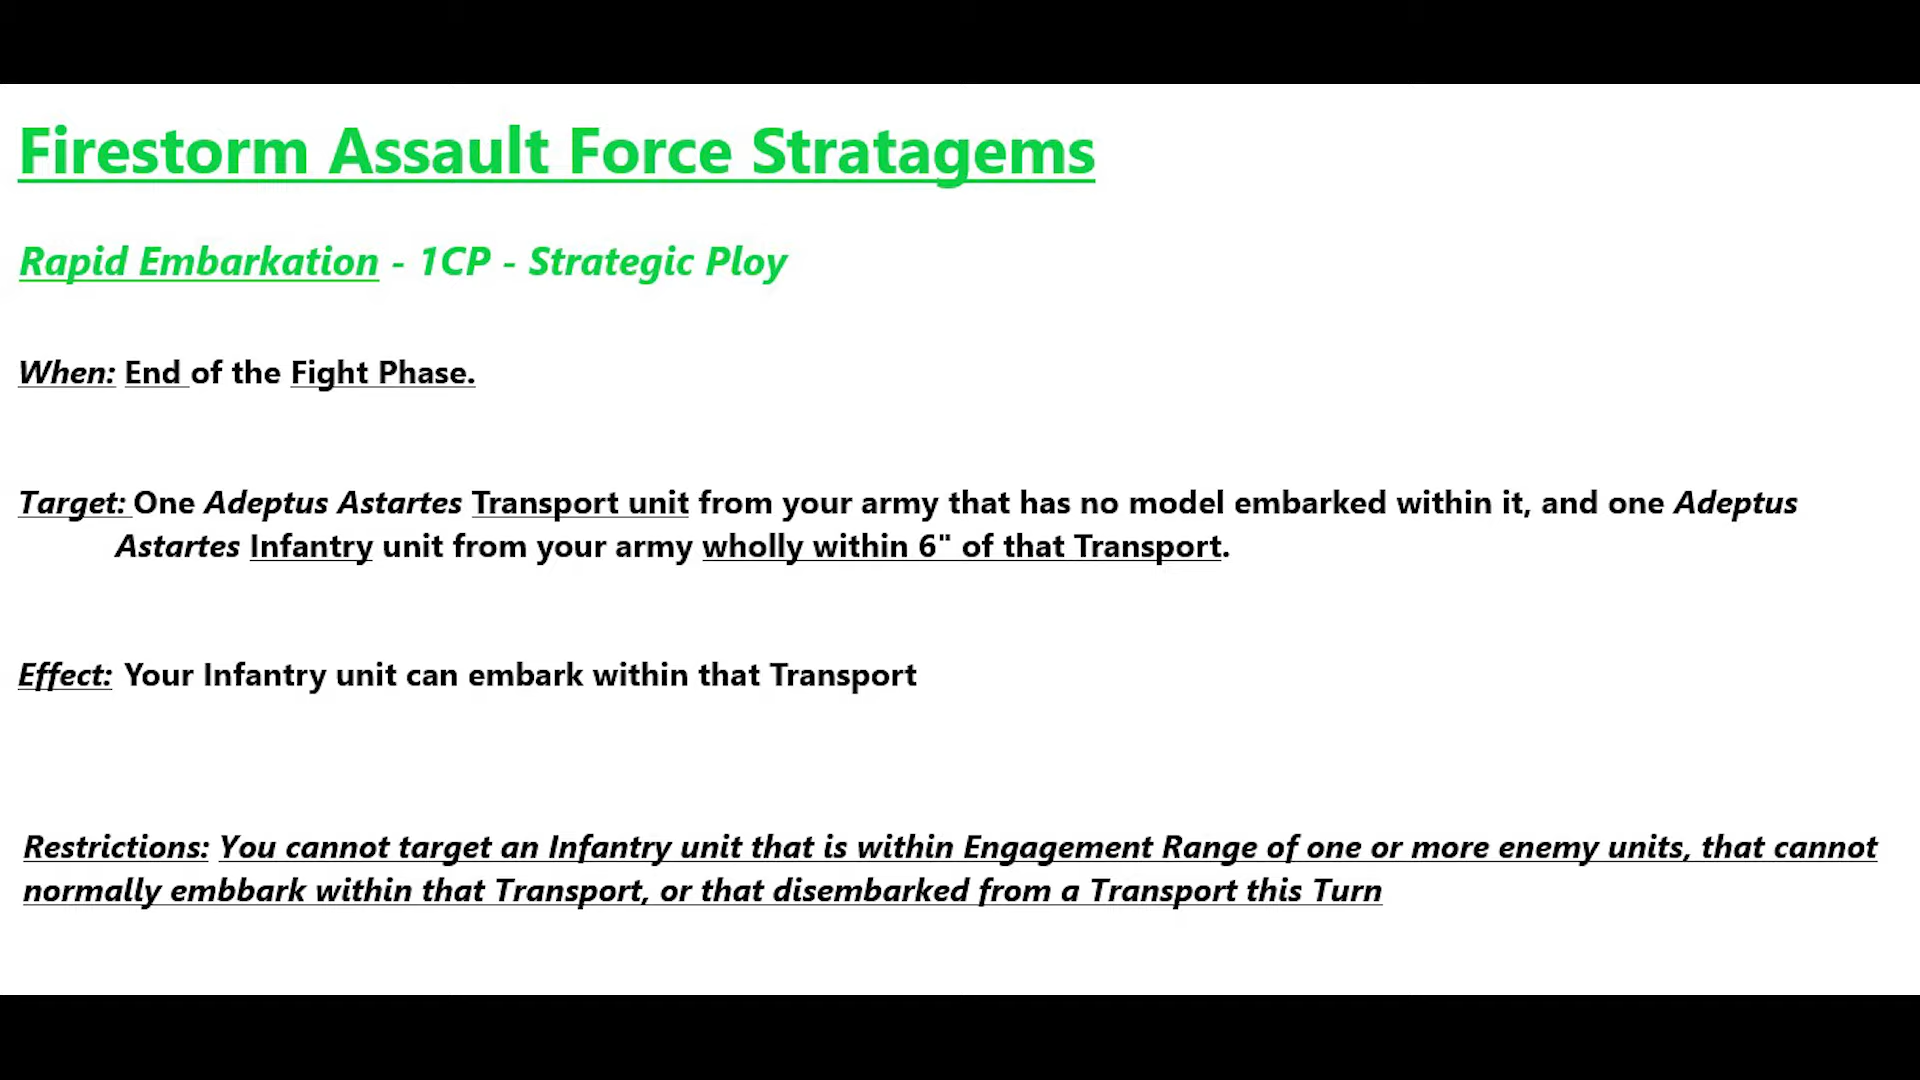 Firestorm Assault Force Stratagems
Rapid Embarkation - 1CP - Strategic Ploy
When: End of the Fight Phase.
Target: One Adeptus Astartes Transport unit from your army that has no model embarked within it, and one Adeptus
Astartes Infantry unit from your army wholly within 6" of that Transport.
Effect: Your Infantry unit can embark within that Transport
Restrictions: You cannot target an Infantry unit that is within Engagement Range of one or more enemy units, that cannot
normally embbark within that Transport, or that disembarked from a Transport this Turn